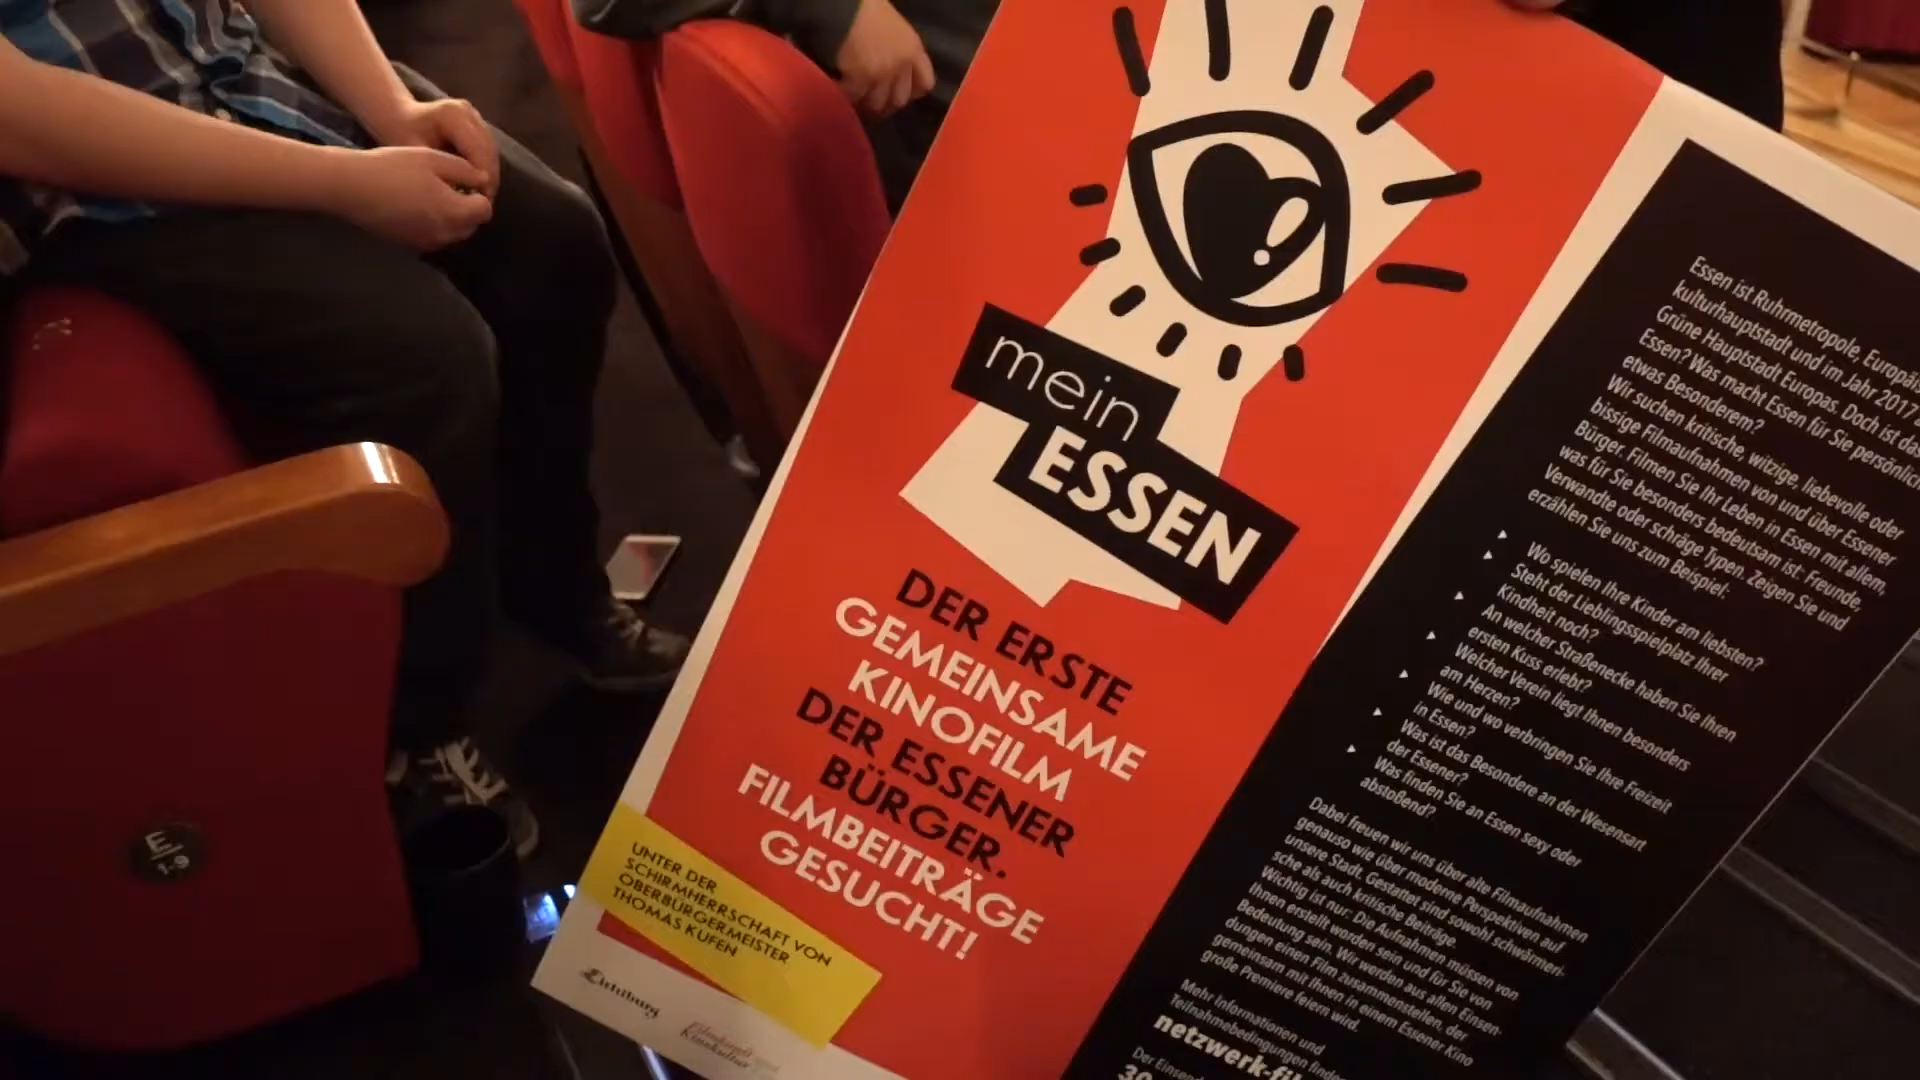 mein
ESSEN
DER ERSTE
GEMEINSAME
KINOFILM
DER ESSENER
BÜRGER.
FILMBEITRÄGE
GESUCHT!
UNTER DER
SCHIRMHERRSCHAFT VON
OBERBÜRGERMEISTER
THOMAS KUFEN
Lichtburg
E
1-9
Essen ist Ruhrmetropole,
kulturhauptstadt und im Jahr 2017
Grüne Hauptstadt Europas. Doch ist das
Essen? Was macht Essen für Sie persönlich
etwas Besonderem?
Wir suchen kritische, witzige, liebevolle oder
bissige Filmaufnahmen von und über Essener
Bürger. Filmen Sie Ihr Leben in Essen mit allem,
was für Sie besonders bedeutsam ist: Freunde,
Verwandte oder schräge Typen. Zeigen Sie und
erzählen Sie uns zum Beispiel:
Wo spielen Ihre Kinder am liebsten?
Steht der Lieblingsspielplatz Ihrer
Kindheit noch?
An welcher Straßenecke haben Sie Ihren
ersten Kuss erlebt?
Welcher Verein liegt Ihnen besonders
am Herzen?
Wie und wo verbringen Sie Ihre Freizeit
in Essen?
Was ist das Besondere an der Wesensart
der Essener?
Was finden Sie an Essen sexy oder
abstoßend?
Dabei freuen wir uns über alte Filmaufnahmen
genauso wie über moderne Perspektiven auf
unsere Stadt. Gestattet sind sowohl schwärmeri-
sche als auch kritische Beiträge.
Wichtig ist nur: Die Aufnahmen müssen von
Ihnen erstellt worden sein und für Sie von
Bedeutung sein. Wir werden aus allen Einsen-
dungen einen Film zusammenstellen, der
gemeinsam mit Ihnen in einem Essener Kino
große Premiere feiern wird.
Mehr Informationen und
Teilnahmebedingungen finden
netzwerk-fil
Der Einsend
30